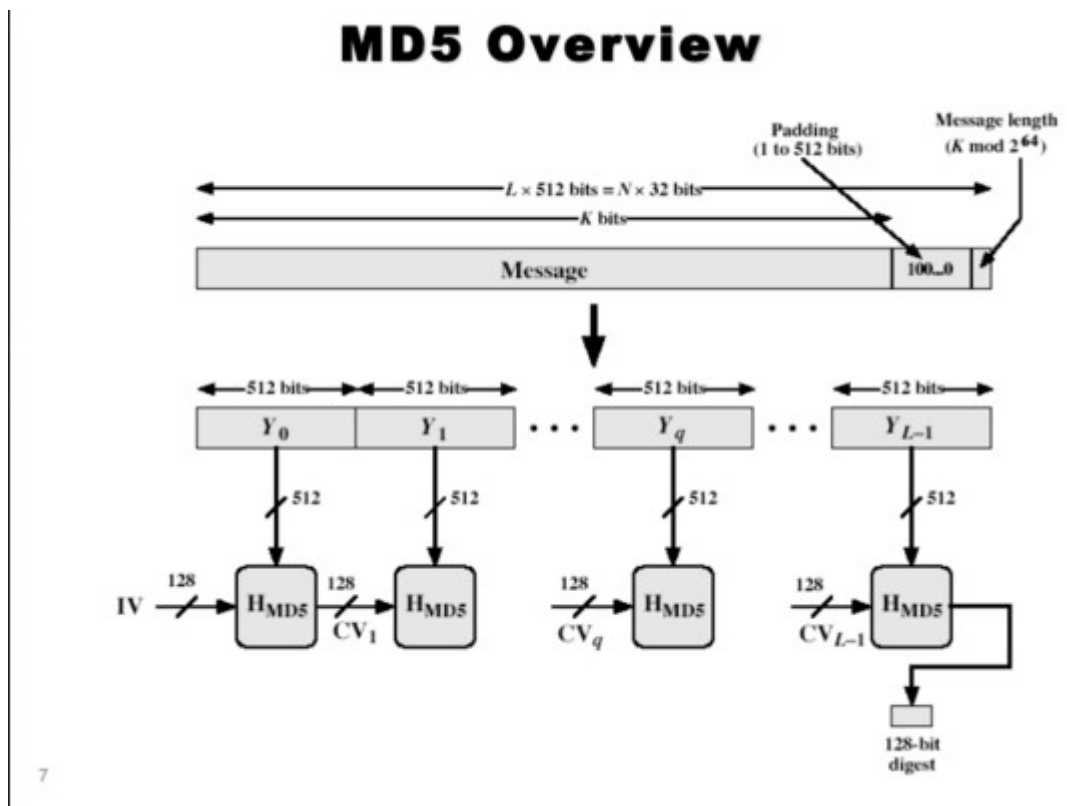 MD5 Overview
Padding
(1 to 512 bits)
Message length
(K mod 2^64)
L × 512 bits = N × 32 bits
K bits
Message
100...0
512 bits
512 bits
512 bits
512 bits
Y0
Y1
• • •
Yq
• • •
YL–1
512
512
512
512
IV
128
HMD5
128
CV1
HMD5
128
CVq
HMD5
128
CVL–1
HMD5
128-bit
digest
7